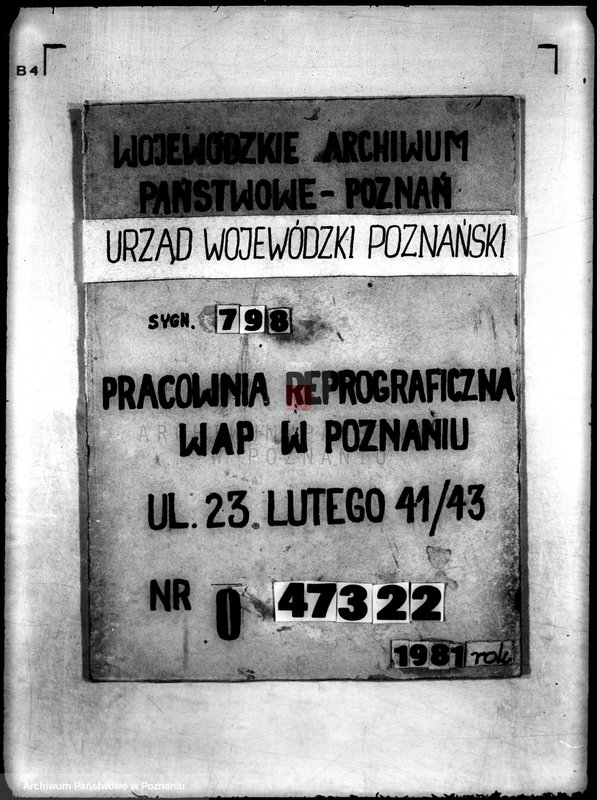 B4
WOJEWÓDZKIE ARCHIWUM
PAŃSTWOWE - POZNAŃ
URZĄD WOJEWÓDZKI POZNAŃSKI
SYGN. 798
PRACOWNIA REPROGRAFICZNA
WAP W POZNANIU
UL. 23 LUTEGO 41/43
NR 0 47322
1981 rok
Archiwum Państwowe w Poznaniu